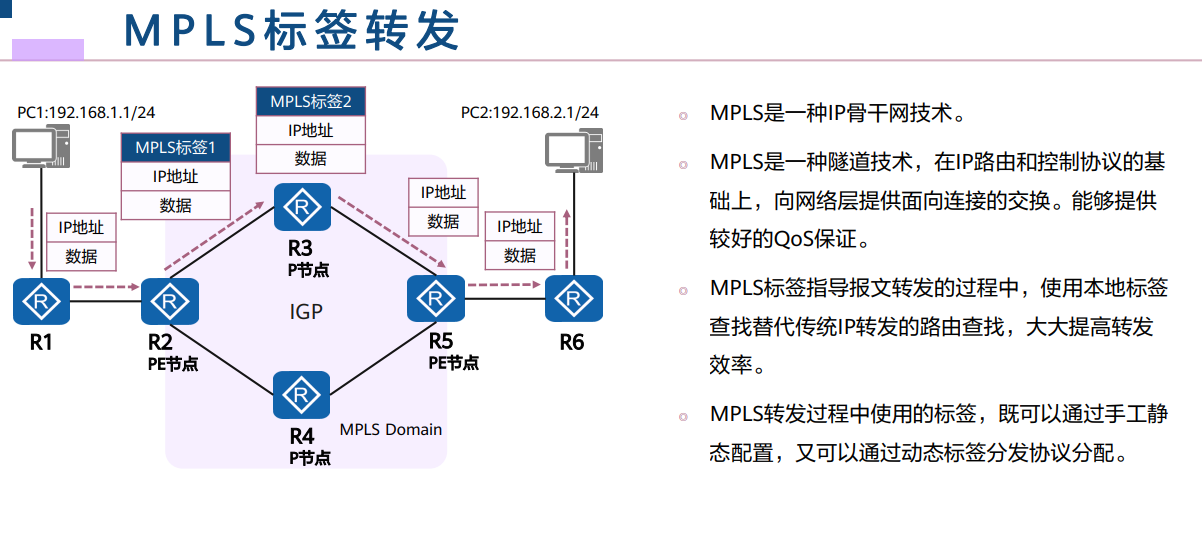 MPLS标签转发
PC1:192.168.1.1/24
MPLS标签1
IP地址
数据
MPLS标签2
IP地址
数据
PC2:192.168.2.1/24
IP地址
数据
IP地址
数据
IP地址
数据
R
R3
P节点
IGP
R
R1
R
R2
PE节点
R
R5
PE节点
R
R6
R
R4
P节点
MPLS Domain
MPLS是一种IP骨干网技术。
MPLS是一种隧道技术，在IP路由和控制协议的基
础上，向网络层提供面向连接的交换。能够提供
较好的QoS保证。
MPLS标签指导报文转发的过程中，使用本地标签
查找替代传统IP转发的路由查找，大大提高转发
效率。
MPLS转发过程中使用的标签，既可以通过手工静
态配置，又可以通过动态标签分发协议分配。